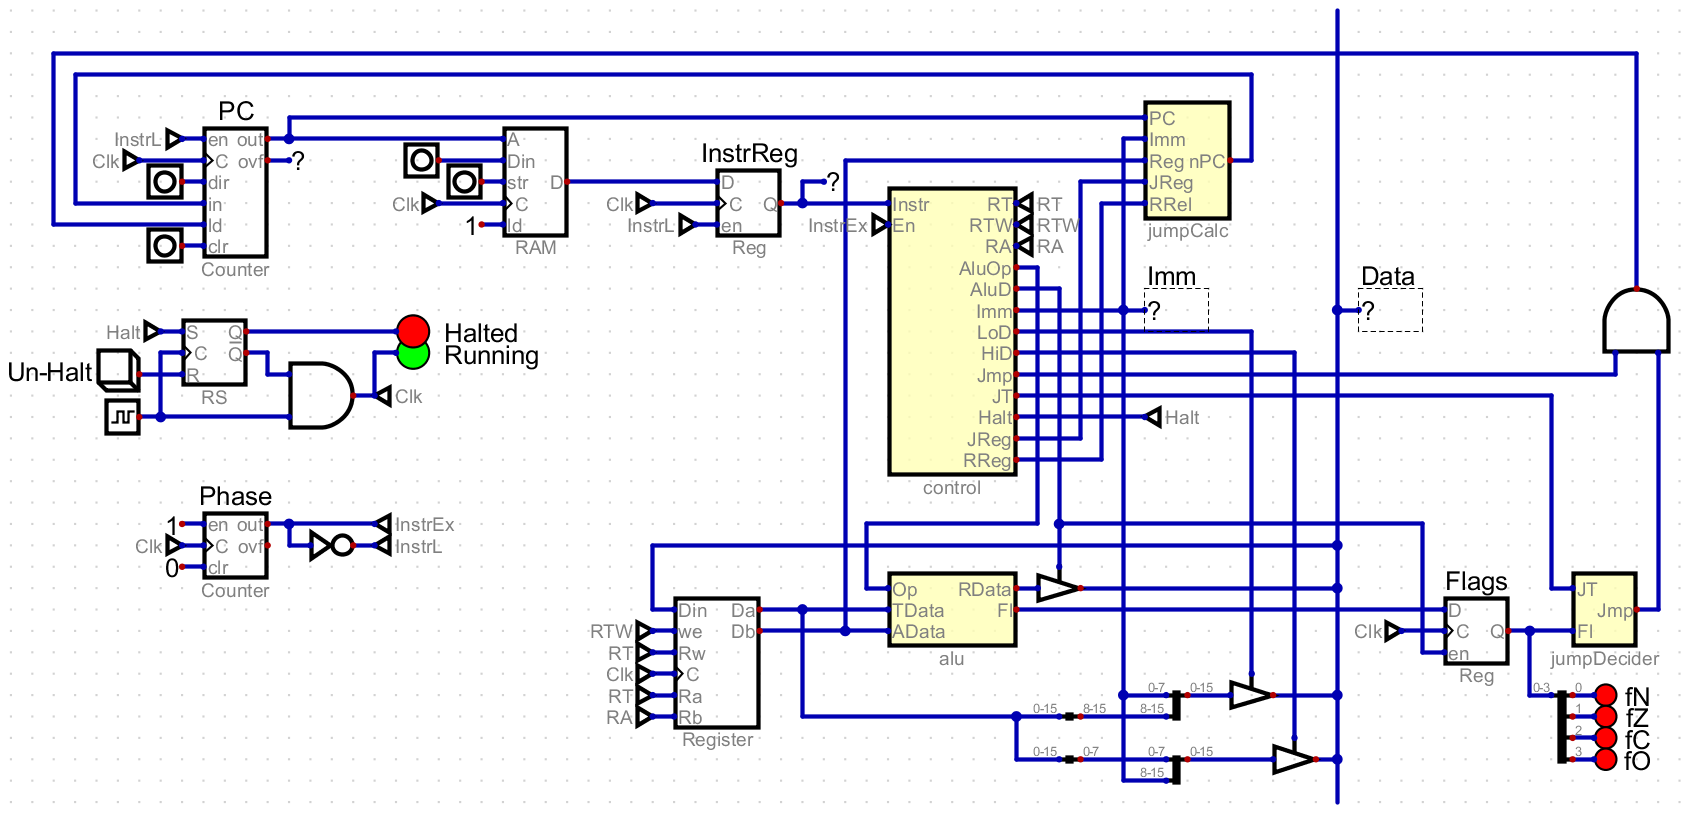 PC
InstrL
en out
Clk
C ovf
?
dir
in
ld
clr
Counter
A
Din
str
D
Clk
C
1
ld
RAM
InstrReg
D
Clk
C
Q
InstrL
en
Reg
?
Instr
InstrEx
En
RT
RT
RTW
RTW
RA
RA
AluOp
AluD
Imm
LoD
HiD
Jmp
JT
Halt
Halt
JReg
RReg
control
PC
Imm
Reg nPC
JReg
RRel
jumpCalc
Imm
?
Data
?
Halt
S
Q
C
Q
R
RS
Un-Halt
Halted
Running
Clk
Phase
1
en out
InstrEx
Clk
C ovf
InstrL
0
clr
Counter
Din
Da
RTW
we
Db
RT
Rw
Clk
C
RT
Ra
RA
Rb
Register
Op
RData
TData
Fl
AData
alu
0-15
8-15
0-7
0-15
8-15
0-15
0-7
0-7
0-15
8-15
Flags
D
Clk
C
Q
en
Reg
JT
Jmp
Fl
jumpDecider
0-3
0
fN
1
fZ
2
fC
3
fO